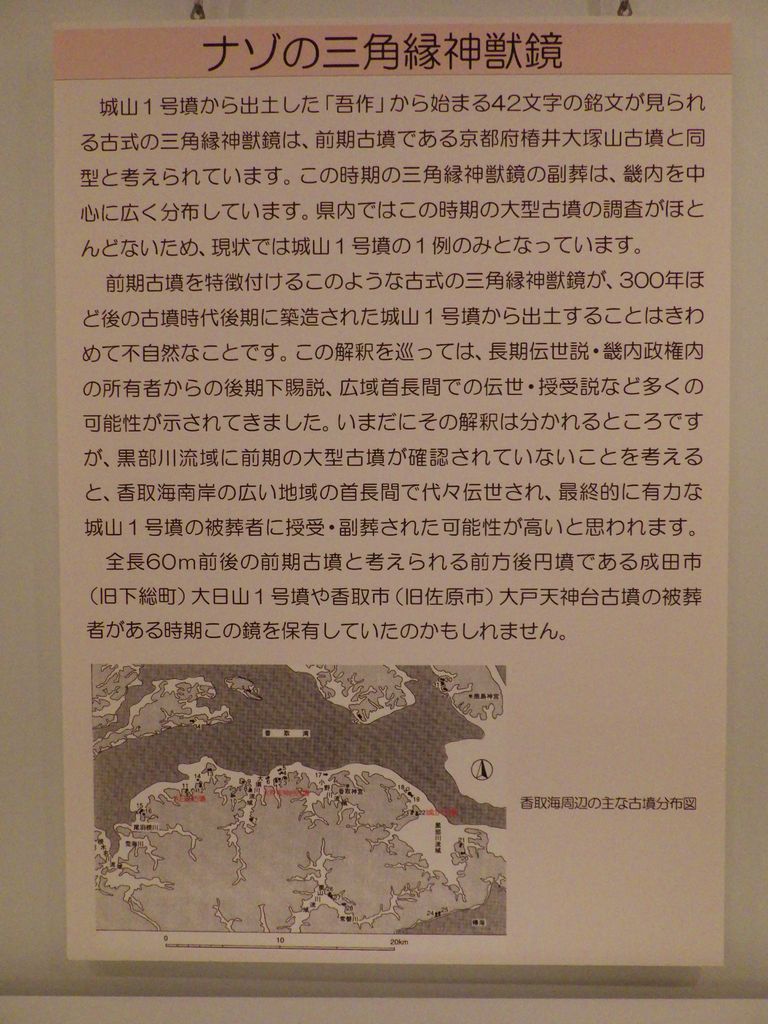 ナゾの三角縁神獣鏡
城山１号墳から出土した「吾作」から始まる42文字の銘文が見られ
る古式の三角縁神獣鏡は、前期古墳である京都府椿井大塚山古墳と同
型と考えられています。この時期の三角縁神獣鏡の副葬は、畿内を中
心に広く分布しています。県内ではこの時期の大型古墳の調査がほと
んどないため、現状では城山１号墳の１例のみとなっています。
前期古墳を特徴付けるこのような古式の三角縁神獣鏡が、300年ほ
ど後の古墳時代後期に築造された城山１号墳から出土することはきわ
めて不自然なことです。この解釈を巡っては、長期伝世説・畿内政権内
の所有者からの後期下賜説、広域首長間での伝世・授受説など多くの
可能性が示されてきました。いまだにその解釈は分かれるところです
が、黒部川流域に前期の大型古墳が確認されていないことを考える
と、香取海南岸の広い地域の首長間で代々伝世され、最終的に有力な
城山１号墳の被葬者に授受・副葬された可能性が高いと思われます。
全長60m前後の前期古墳と考えられる前方後円墳である成田市
（旧下総町）大日山１号墳や香取市（旧佐原市）大戸天神台古墳の被葬
者がある時期この鏡を保有していたのかもしれません。
鹿島神宮
香取海
香取神宮
尾羽根川
黒部川流域
椿海
香取海周辺の主な古墳分布図
0 10 20km